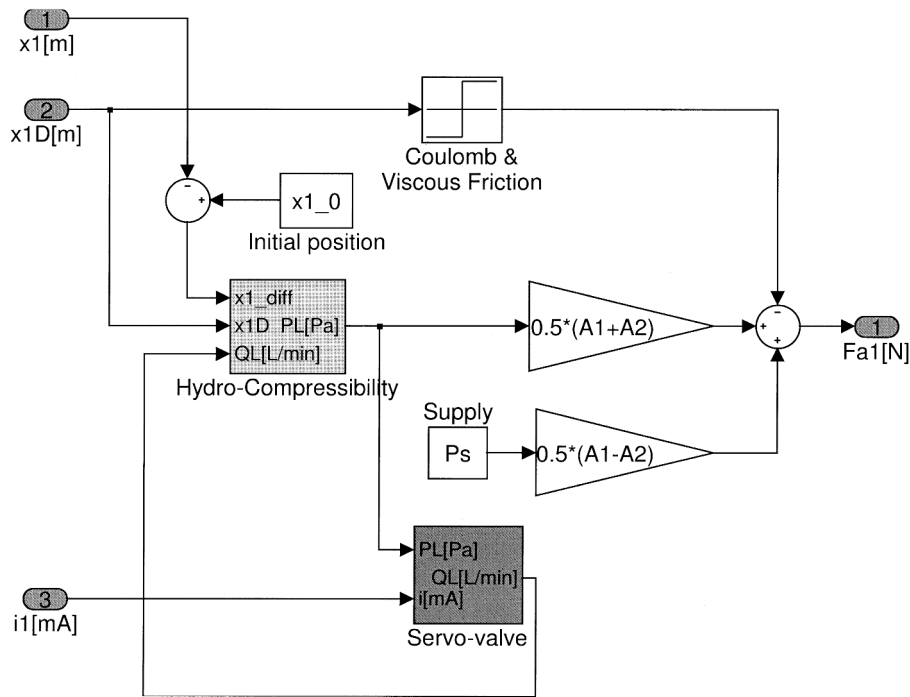 1
x1[m]
2
x1D[m]
Coulomb &
Viscous Friction
-
+
x1_0
Initial position
x1_diff
x1D PL[Pa]
QL[L/min]
Hydro-Compressibility
0.5*(A1+A2)
-
+
+
1
Fa1[N]
Supply
Ps
0.5*(A1-A2)
PL[Pa]
QL[L/min]
i[mA]
Servo-valve
3
i1[mA]